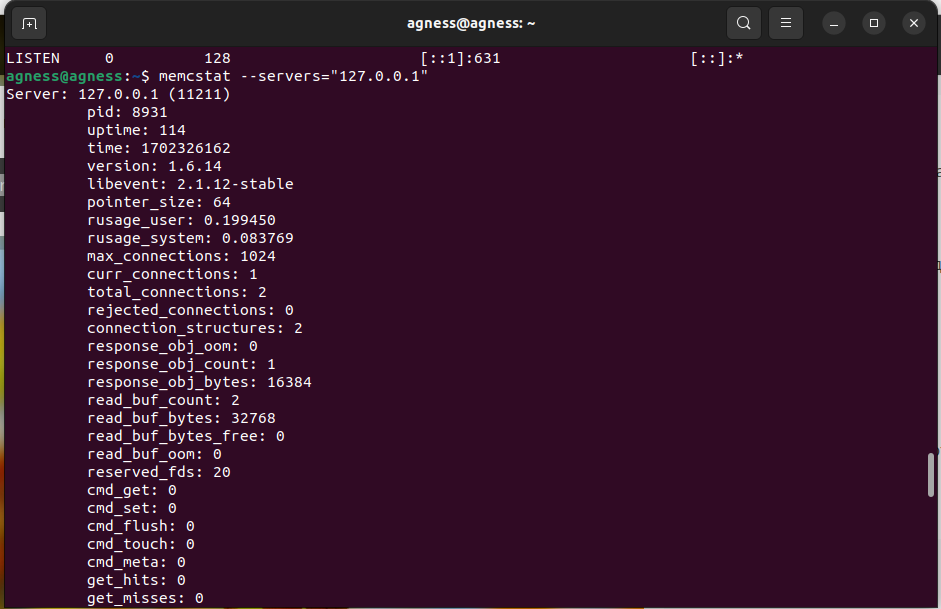 agness@agness: ~
LISTEN 0 128 [::1]:631 [::]:*
agness@agness:~$ memcstat --servers="127.0.0.1"
Server: 127.0.0.1 (11211)
pid: 8931
uptime: 114
time: 1702326162
version: 1.6.14
libevent: 2.1.12-stable
pointer_size: 64
rusage_user: 0.199450
rusage_system: 0.083769
max_connections: 1024
curr_connections: 1
total_connections: 2
rejected_connections: 0
connection_structures: 2
response_obj_oom: 0
response_obj_count: 1
response_obj_bytes: 16384
read_buf_count: 2
read_buf_bytes: 32768
read_buf_bytes_free: 0
read_buf_oom: 0
reserved_fds: 20
cmd_get: 0
cmd_set: 0
cmd_flush: 0
cmd_touch: 0
cmd_meta: 0
get_hits: 0
get_misses: 0